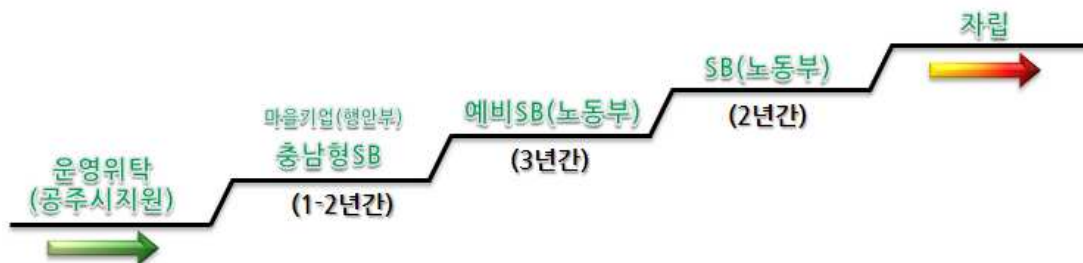 운영위탁
(공주시지원)
마을기업(행안부)
충남형SB
(1-2년간)
예비SB(노동부)
(3년간)
SB(노동부)
(2년간)
자립